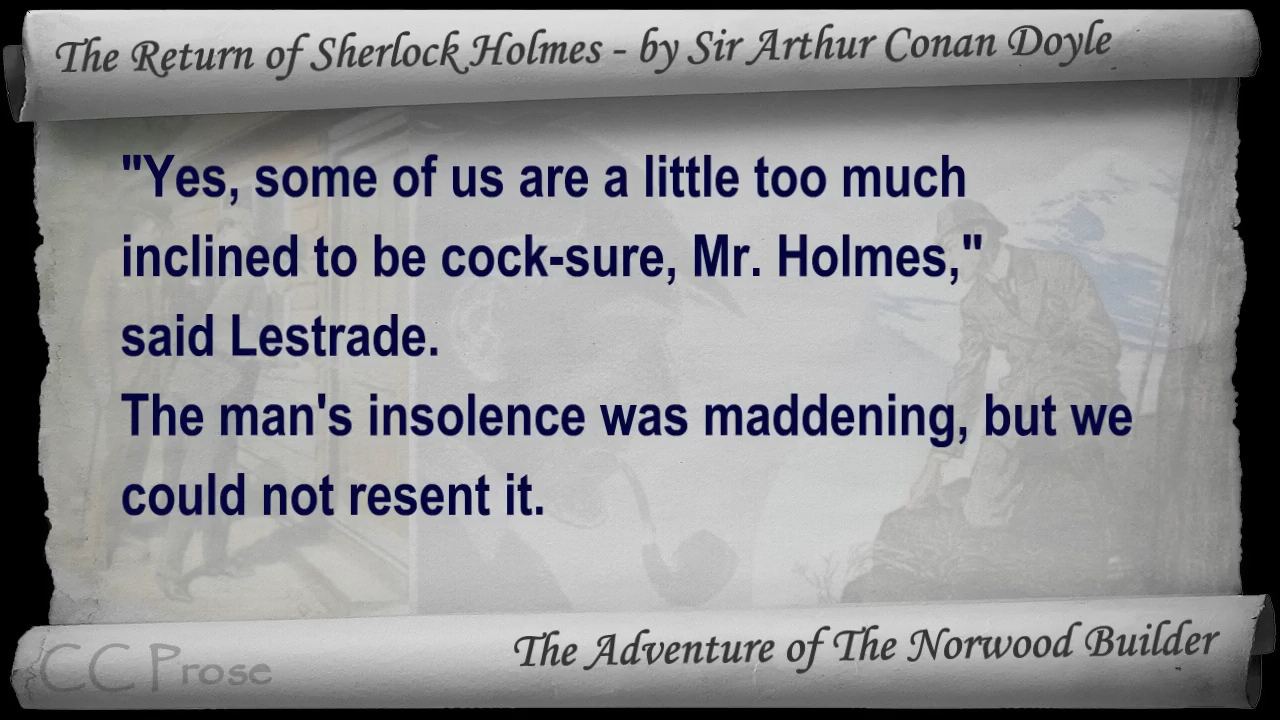 The Return of Sherlock Holmes - by Sir Arthur Conan Doyle
"Yes, some of us are a little too much
inclined to be cock-sure, Mr. Holmes,"
said Lestrade.
The man's insolence was maddening, but we
could not resent it.
The Adventure of The Norwood Builder
CC Prose